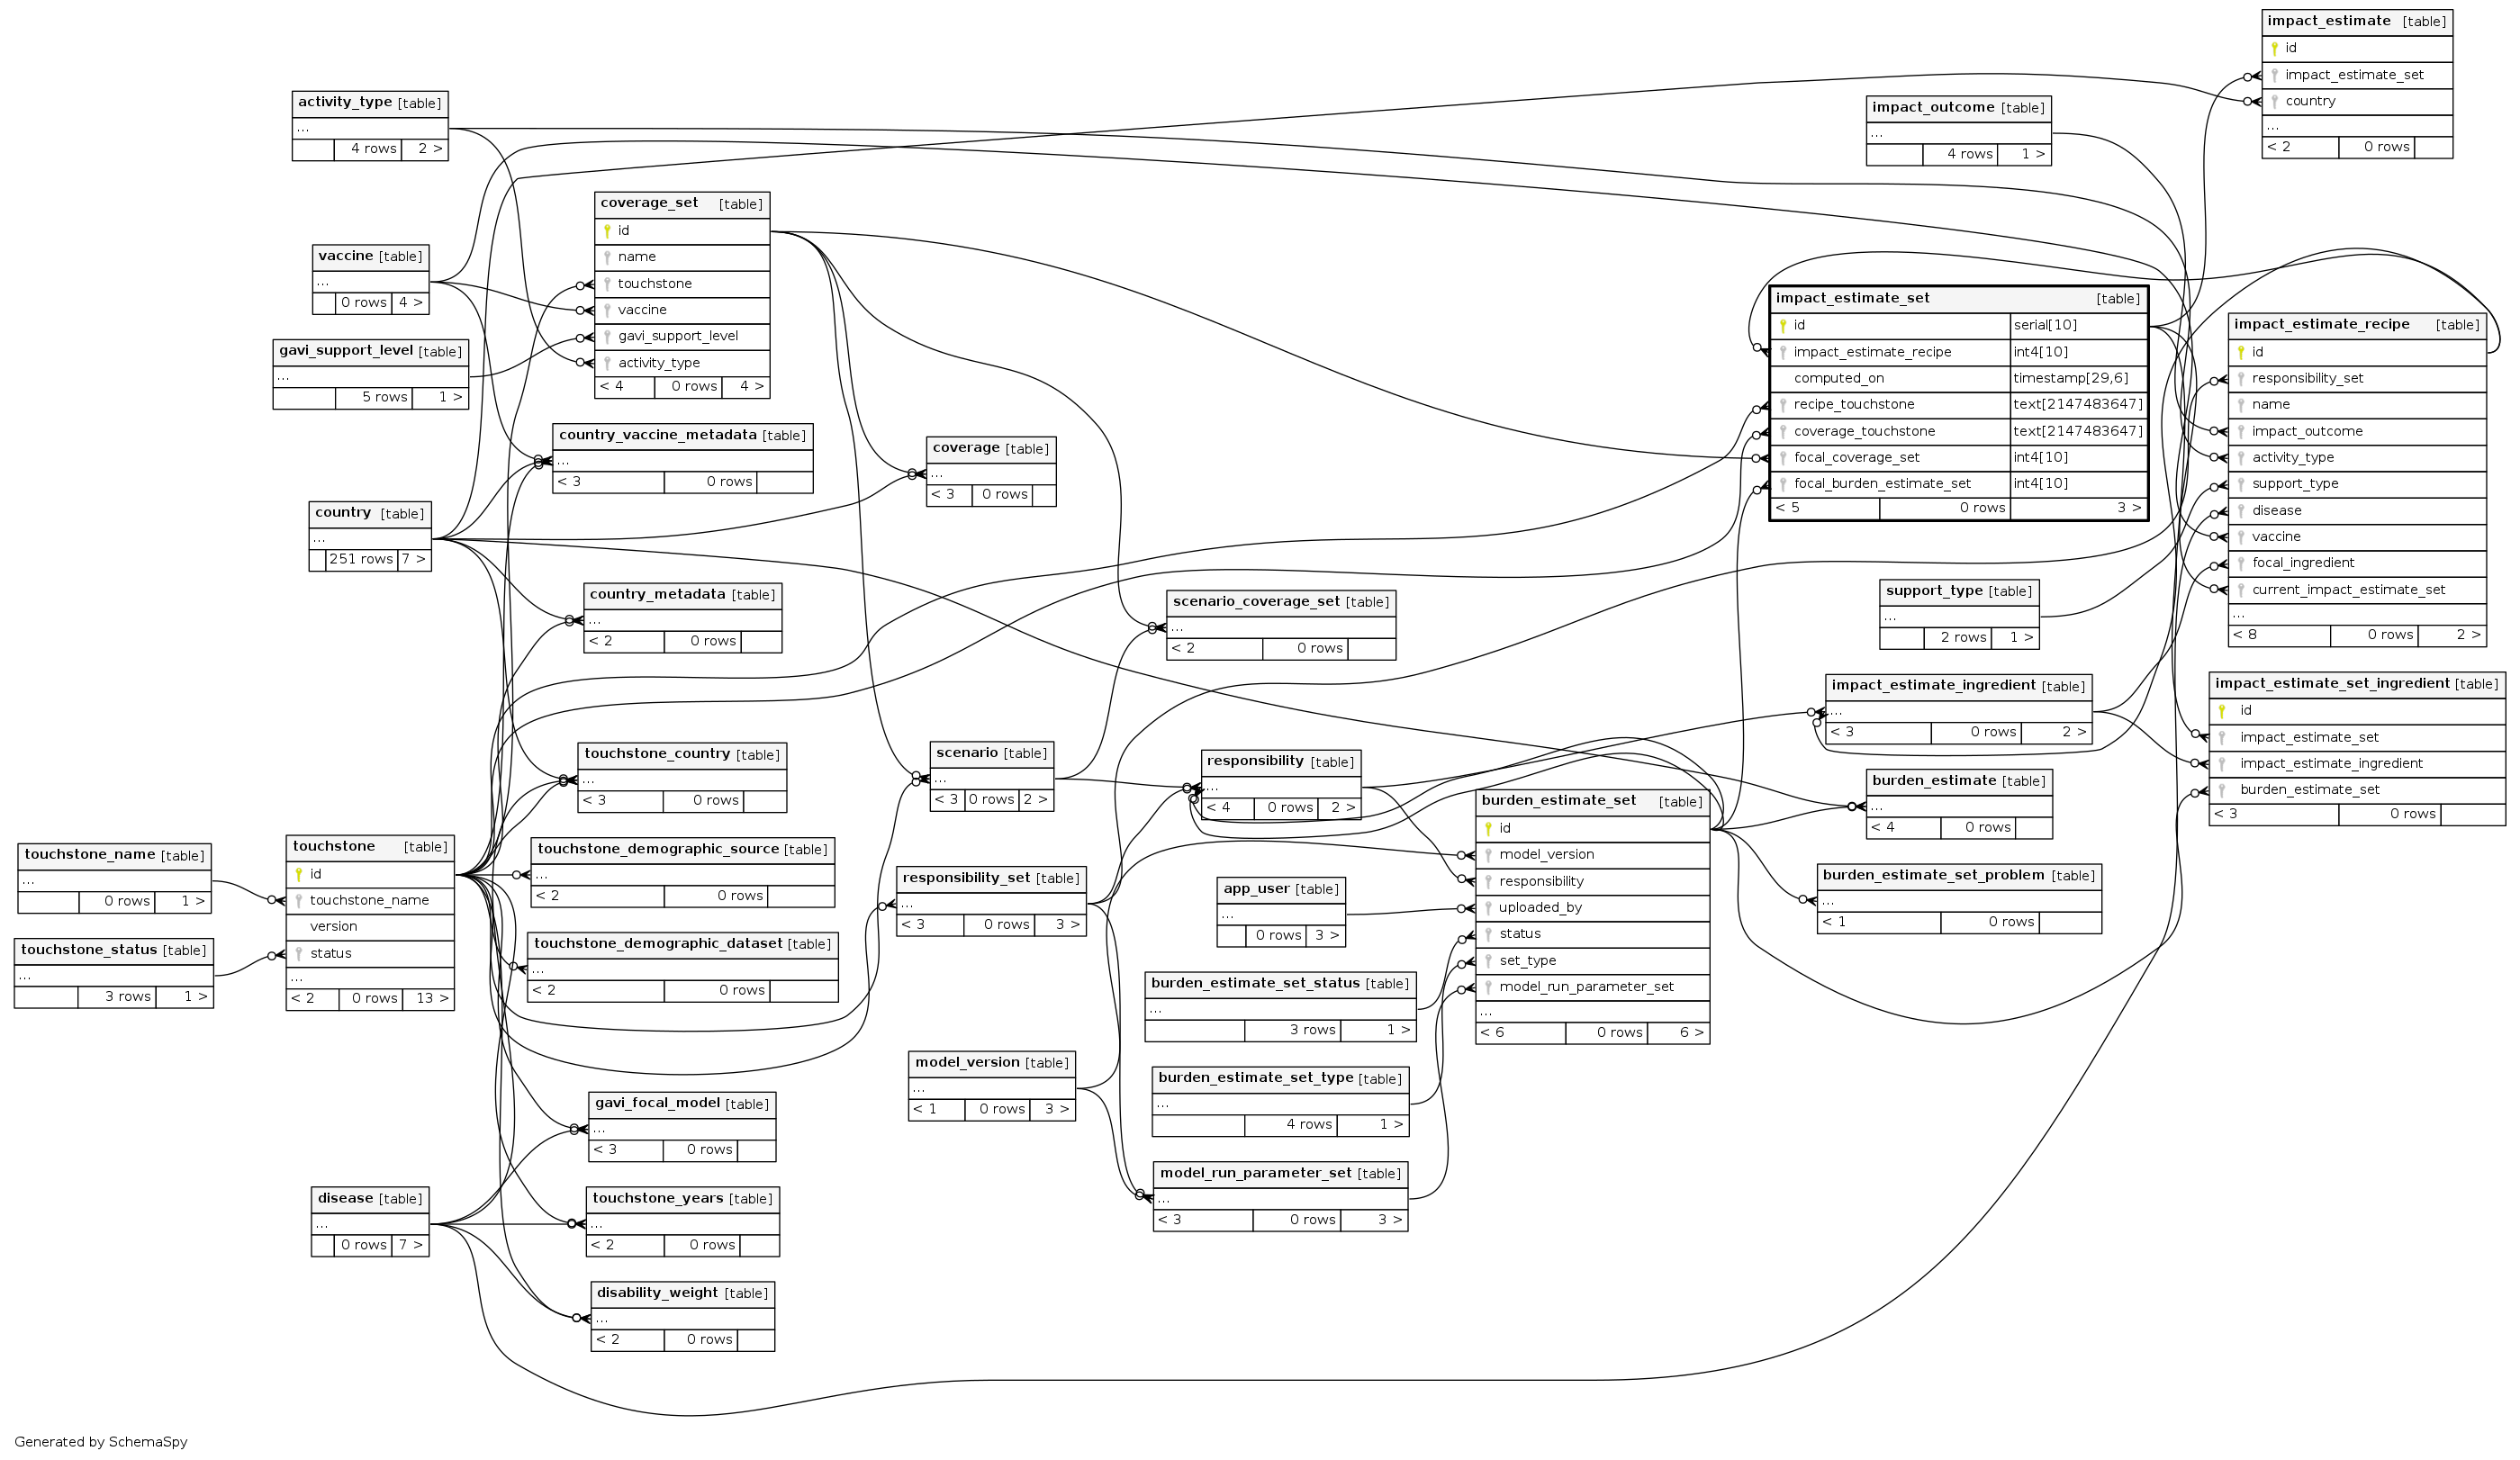 impact_estimate [table]
id
impact_estimate_set
country
...
< 2 0 rows
activity_type [table]
...
4 rows 2 >
impact_outcome [table]
...
4 rows 1 >
coverage_set [table]
id
name
touchstone
vaccine
gavi_support_level
activity_type
< 4 0 rows 4 >
vaccine [table]
...
0 rows 4 >
gavi_support_level [table]
...
5 rows 1 >
impact_estimate_set [table]
id serial[10]
impact_estimate_recipe int4[10]
computed_on timestamp[29,6]
recipe_touchstone text[2147483647]
coverage_touchstone text[2147483647]
focal_coverage_set int4[10]
focal_burden_estimate_set int4[10]
< 5 0 rows 3 >
impact_estimate_recipe [table]
id
responsibility_set
name
impact_outcome
activity_type
support_type
disease
vaccine
focal_ingredient
current_impact_estimate_set
...
< 8 0 rows 2 >
country_vaccine_metadata [table]
...
< 3 0 rows
coverage [table]
...
< 3 0 rows
country [table]
...
251 rows 7 >
country_metadata [table]
...
< 2 0 rows
scenario_coverage_set [table]
...
< 2 0 rows
support_type [table]
...
2 rows 1 >
impact_estimate_ingredient [table]
...
< 3 0 rows 2 >
impact_estimate_set_ingredient [table]
id
impact_estimate_set
impact_estimate_ingredient
burden_estimate_set
< 3 0 rows
touchstone_country [table]
...
< 3 0 rows
scenario [table]
...
< 3 0 rows 2 >
responsibility [table]
...
< 4 0 rows 2 >
burden_estimate [table]
...
< 4 0 rows
burden_estimate_set [table]
id
model_version
responsibility
uploaded_by
status
set_type
model_run_parameter_set
...
< 6 0 rows 6 >
touchstone_name [table]
...
0 rows 1 >
touchstone [table]
id
touchstone_name
version
status
...
< 2 0 rows 13 >
touchstone_demographic_source [table]
...
< 2 0 rows
responsibility_set [table]
...
< 3 0 rows 3 >
app_user [table]
...
0 rows 3 >
burden_estimate_set_problem [table]
...
< 1 0 rows
touchstone_status [table]
...
3 rows 1 >
touchstone_demographic_dataset [table]
...
< 2 0 rows
burden_estimate_set_status [table]
...
3 rows 1 >
model_version [table]
...
< 1 0 rows 3 >
burden_estimate_set_type [table]
...
4 rows 1 >
gavi_focal_model [table]
...
< 3 0 rows
model_run_parameter_set [table]
...
< 3 0 rows 3 >
disease [table]
...
0 rows 7 >
touchstone_years [table]
...
< 2 0 rows
disability_weight [table]
...
< 2 0 rows
Generated by SchemaSpy